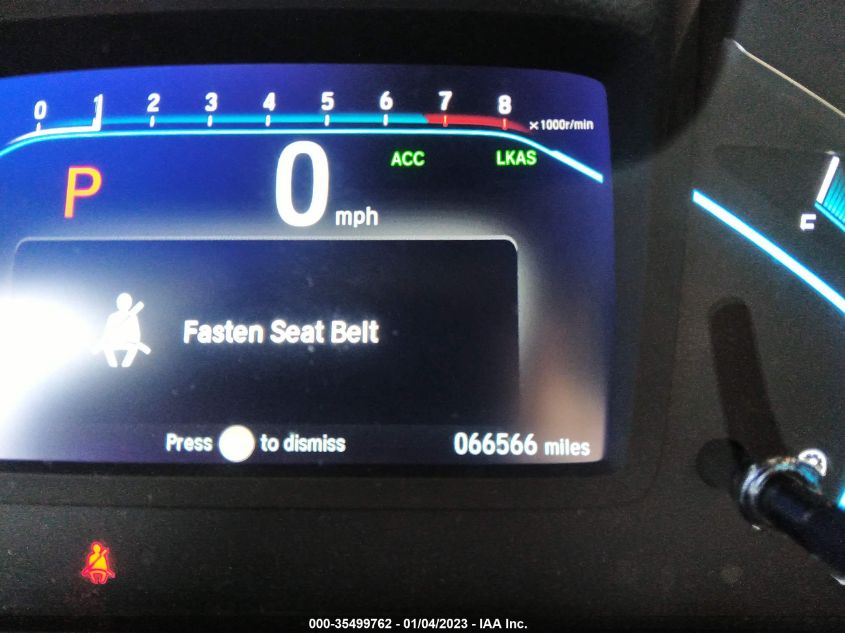 0 1 2 3 4 5 6 7 8 ×1000r/min
ACC LKAS
P 0 mph
F
Fasten Seat Belt
Press to dismiss 066566 miles
000-35499762 - 01/04/2023 - IAA Inc.